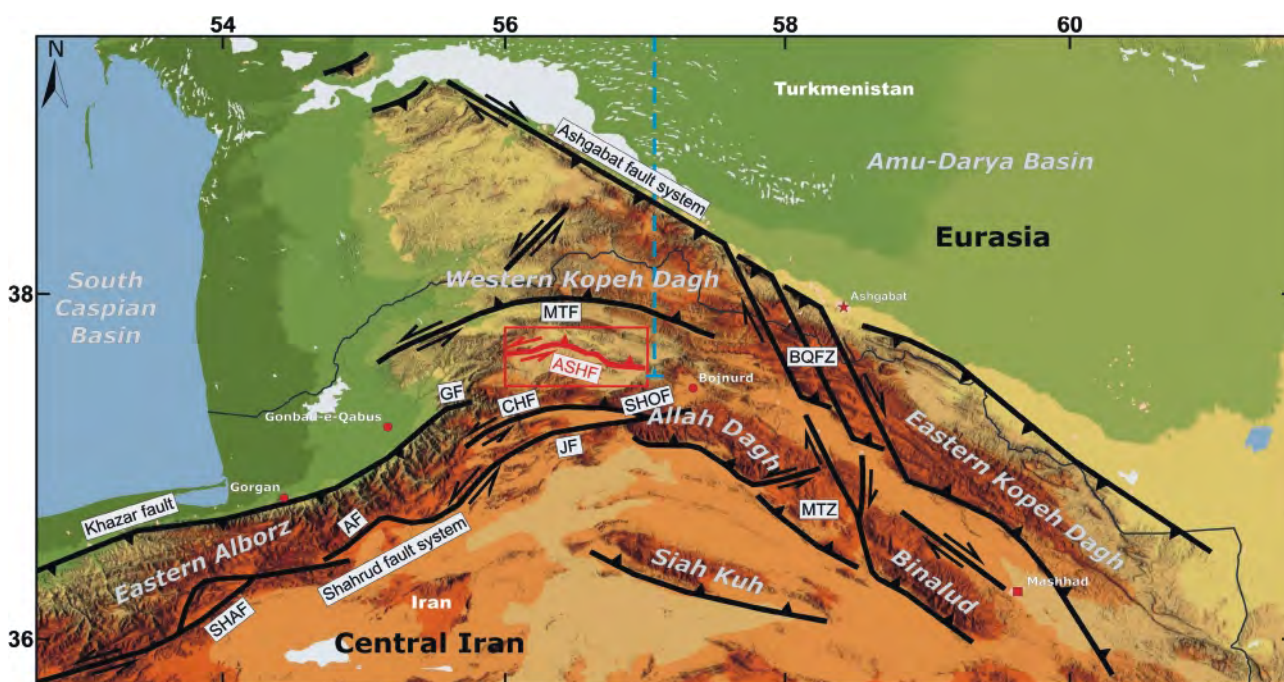 54
56
58
60
N
Turkmenistan
Amu-Darya Basin
Eurasia
Ashgabat fault system
38
South
Caspian
Basin
Western Kopeh Dagh
Ashgabat
MTF
ASHF
BQFZ
Bojnurd
GF
CHF
SHOF
Gonbad-e-Qabus
Allah Dagh
Eastern Kopeh Dagh
JF
Gorgan
Khazar fault
AF
MTZ
Eastern Alborz
Shahrud fault system
Siah Kuh
Binalud
Mashhad
SHAF
Iran
36
Central Iran